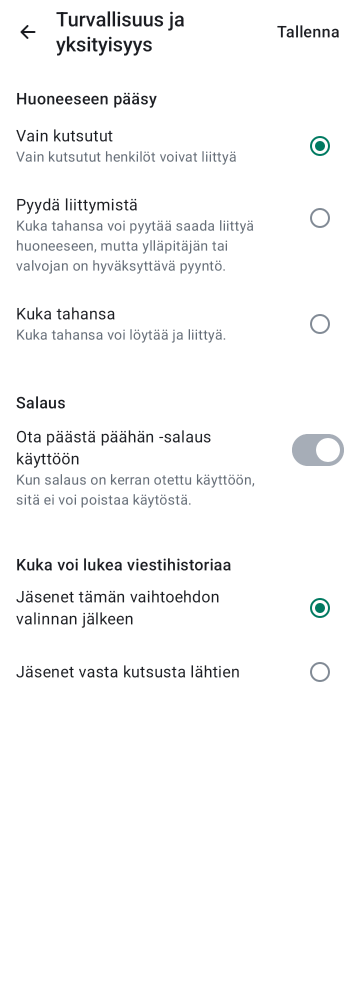 Turvallisuus ja
yksityisyys
Tallenna
Huoneeseen pääsy
Vain kutsutut
Vain kutsutut henkilöt voivat liittyä
Pyydä liittymistä
Kuka tahansa voi pyytää saada liittyä
huoneeseen, mutta ylläpitäjän tai
valvojan on hyväksyttävä pyyntö.
Kuka tahansa
Kuka tahansa voi löytää ja liittyä.
Salaus
Ota päästä päähän -salaus
käyttöön
Kun salaus on kerran otettu käyttöön,
sitä ei voi poistaa käytöstä.
Kuka voi lukea viestihistoriaa
Jäsenet tämän vaihtoehdon
valinnan jälkeen
Jäsenet vasta kutsusta lähtien